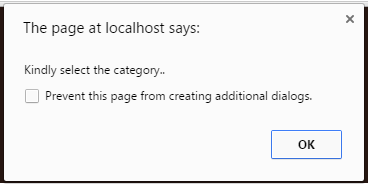 The page at localhost says:
Kindly select the category..
Prevent this page from creating additional dialogs.
OK